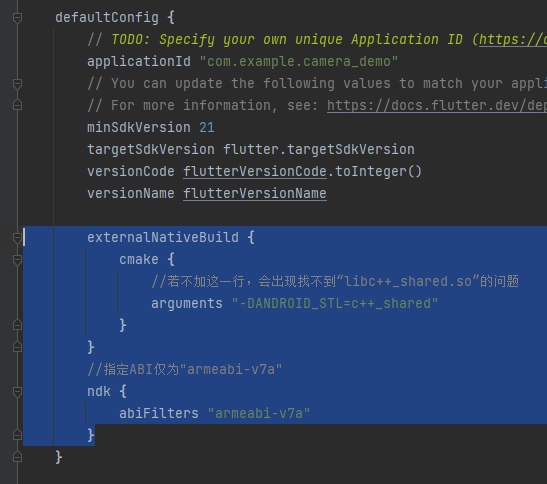 defaultConfig {
// TODO: Specify your own unique Application ID (https://d
applicationId "com.example.camera_demo"
// You can update the following values to match your appli
// For more information, see: https://docs.flutter.dev/dep
minSdkVersion 21
targetSdkVersion flutter.targetSdkVersion
versionCode flutterVersionCode.toInteger()
versionName flutterVersionName
externalNativeBuild {
cmake {
//若不加这一行，会出现找不到“libc++_shared.so”的问题
arguments "-DANDROID_STL=c++_shared"
}
}
//指定ABI仅为"armeabi-v7a"
ndk {
abiFilters "armeabi-v7a"
}
}